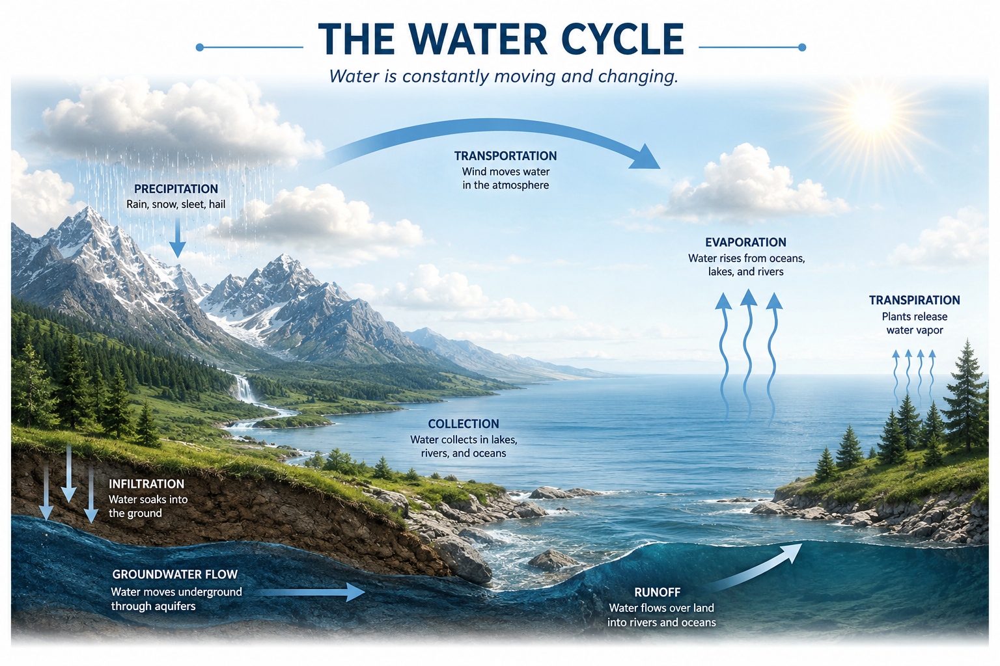 THE WATER CYCLE
Water is constantly moving and changing.
TRANSPORTATION
Wind moves water
in the atmosphere
PRECIPITATION
Rain, snow, sleet, hail
EVAPORATION
Water rises from oceans,
lakes, and rivers
TRANSPIRATION
Plants release
water vapor
COLLECTION
Water collects in lakes,
rivers, and oceans
INFILTRATION
Water soaks into
the ground
GROUNDWATER FLOW
Water moves underground
through aquifers
RUNOFF
Water flows over land
into rivers and oceans